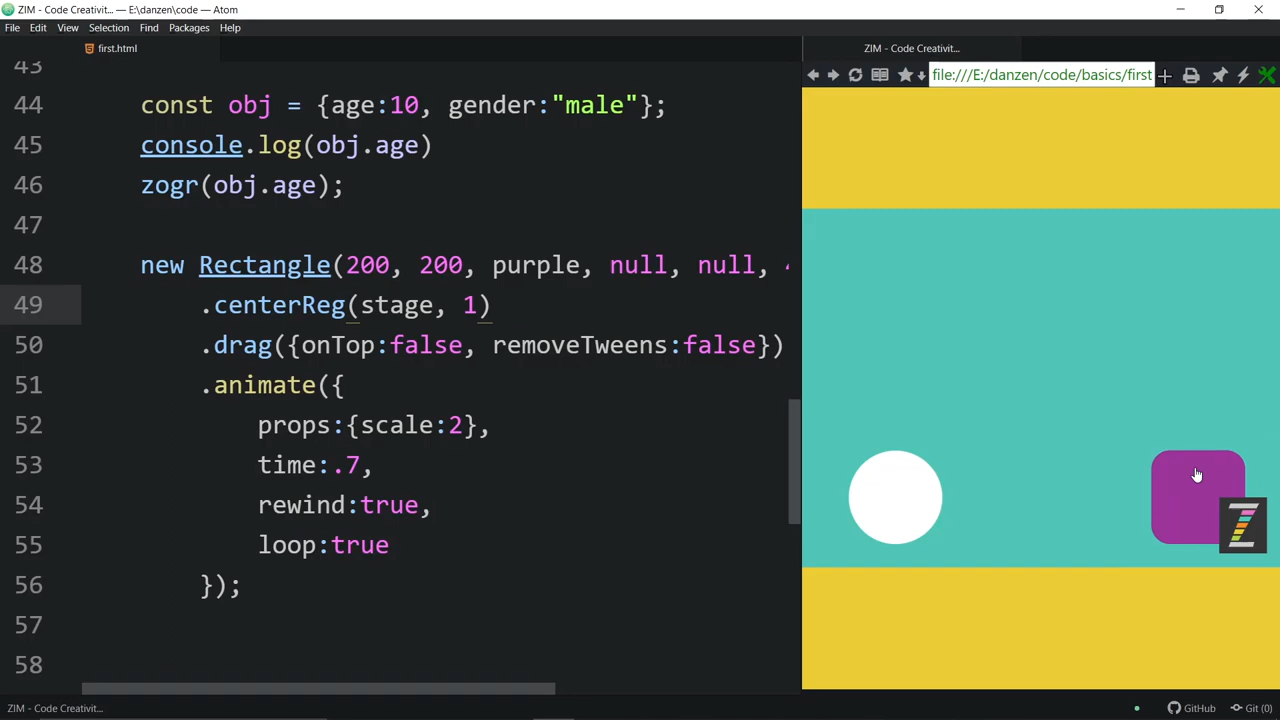 ZIM - Code Creativit... — E:\danzen\code — Atom
File Edit View Selection Find Packages Help
first.html
ZIM - Code Creativit...
file:///E:/danzen/code/basics/first
43
44 const obj = {age:10, gender:"male"};
45 console.log(obj.age)
46 zogr(obj.age);
47
48 new Rectangle(200, 200, purple, null, null,
49 .centerReg(stage, 1)
50 .drag({onTop:false, removeTweens:false})
51 .animate({
52 props:{scale:2},
53 time:.7,
54 rewind:true,
55 loop:true
56 });
57
58
Z
ZIM - Code Creativit...
GitHub Git (0)